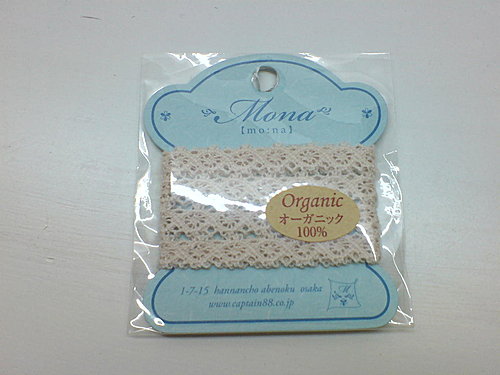 Mona
[mo:na]
Organic
オーガニック
100%
1-7-15 hannancho abenoku osaka
www.captain88.co.jp
M